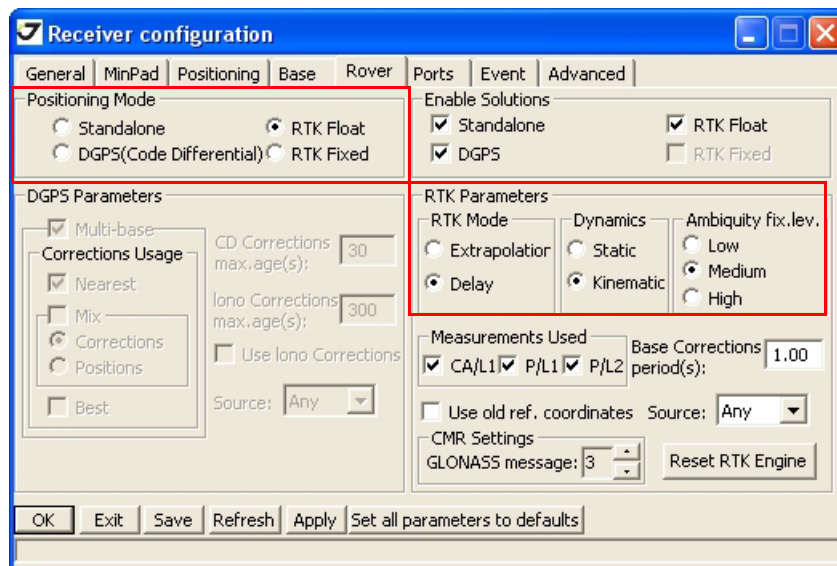 Receiver configuration
General MinPad Positioning Base Rover Ports Event Advanced
Positioning Mode
Standalone RTK Float
DGPS(Code Differential) RTK Fixed
Enable Solutions
Standalone RTK Float
DGPS RTK Fixed
DGPS Parameters
Multi-base
Corrections Usage
Nearest
Mix
Corrections
Positions
Best
CD Corrections
max.age(s): 30
Iono Corrections
max.age(s): 300
Use Iono Corrections
Source: Any
RTK Parameters
RTK Mode
Extrapolatior
Delay
Dynamics
Static
Kinematic
Ambiquity fix.lev.
Low
Medium
High
Measurements Used
CA/L1 P/L1 P/L2
Base Corrections
period(s): 1.00
Use old ref. coordinates Source: Any
CMR Settings
GLONASS message: 3
Reset RTK Engine
OK Exit Save Refresh Apply Set all parameters to defaults